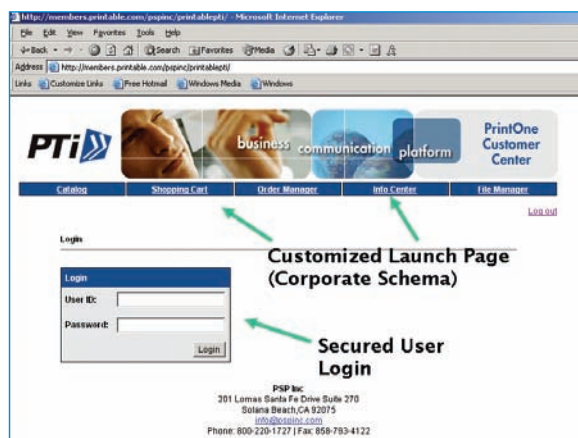 http://members.printable.com/pspinc/printablepti/ - Microsoft Internet Explorer
File Edit View Favorites Tools Help
Back Search Favorites Media
Address http://members.printable.com/pspinc/printablepti/
Links Customize Links Free Hotmail Windows Media Windows
PTi business communication platform PrintOne Customer Center
Catalog Shopping Cart Order Manager Info Center File Manager
Log out
Login
Customized Launch Page
(Corporate Schema)
Login
User ID:
Password:
Login
Secured User
Login
PSP Inc
201 Lomas Santa Fe Drive Suite 270
Solana Beach,CA 92075
info@pspinc.com
Phone: 800-220-1727 | Fax: 858-793-4122